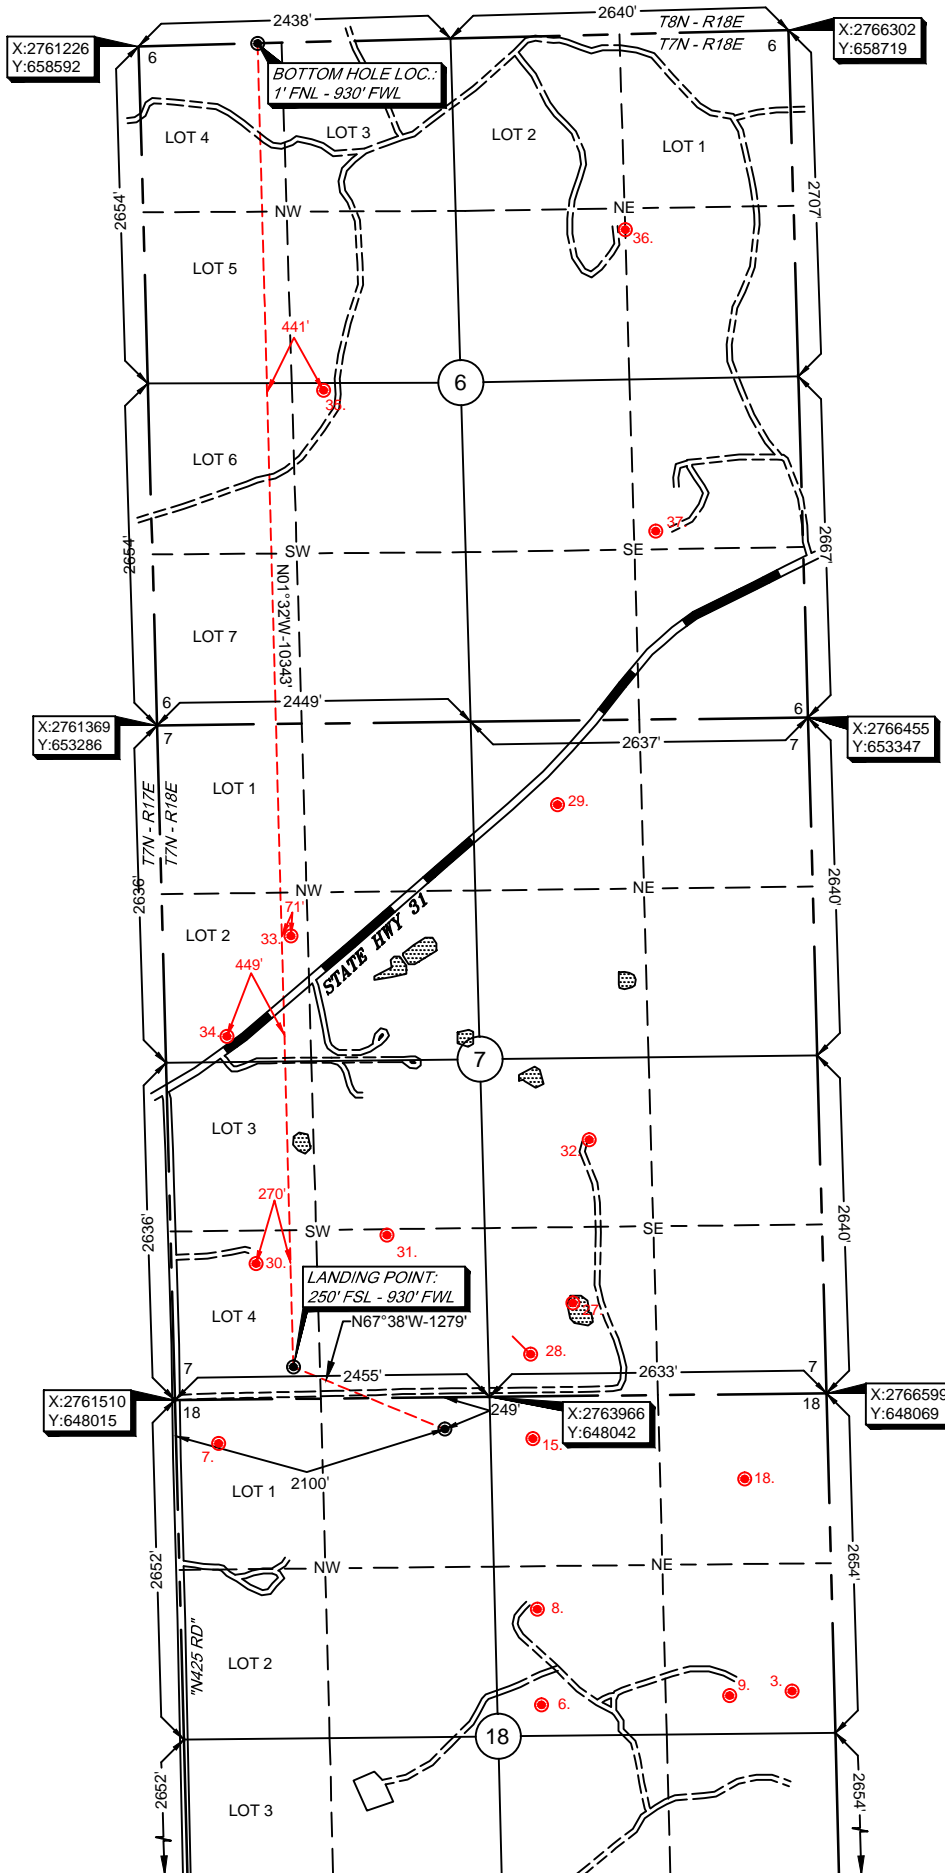 2438'
2640'
T8N - R18E
T7N - R18E
X:2761226
Y:658592
X:2766302
Y:658719
6
6
BOTTOM HOLE LOC.:
1' FNL - 930' FWL
LOT 4
LOT 3
LOT 2
LOT 1
2654'
2707'
NW
NE
36.
LOT 5
441'
6
35.
LOT 6
37.
2654'
SW
SE
2667'
N01°32'W-10343'
LOT 7
6
2449'
6
X:2761369
Y:653286
7
2637'
7
X:2766455
Y:653347
T7N - R17E
T7N - R18E
LOT 1
29.
2636'
NW
NE
2640'
71'
LOT 2
33.
STATE HWY 31
449'
34.
7
LOT 3
32.
2636'
270'
SW
SE
2640'
31.
30.
LANDING POINT:
250' FSL - 930' FWL
27.
LOT 4
N67°38'W-1279'
28.
7
2455'
2633'
7
X:2761510
Y:648015
18
249'
X:2763966
Y:648042
18
X:2766599
Y:648069
7.
15.
2100'
18.
LOT 1
2652'
NW
NE
2654'
8.
"N425 RD"
LOT 2
6.
9.
3.
18
2652'
2654'
LOT 3